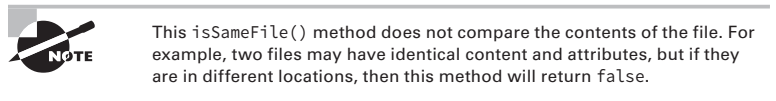 NOTE
This isSameFile() method does not compare the contents of the file. For
example, two files may have identical content and attributes, but if they
are in different locations, then this method will return false.